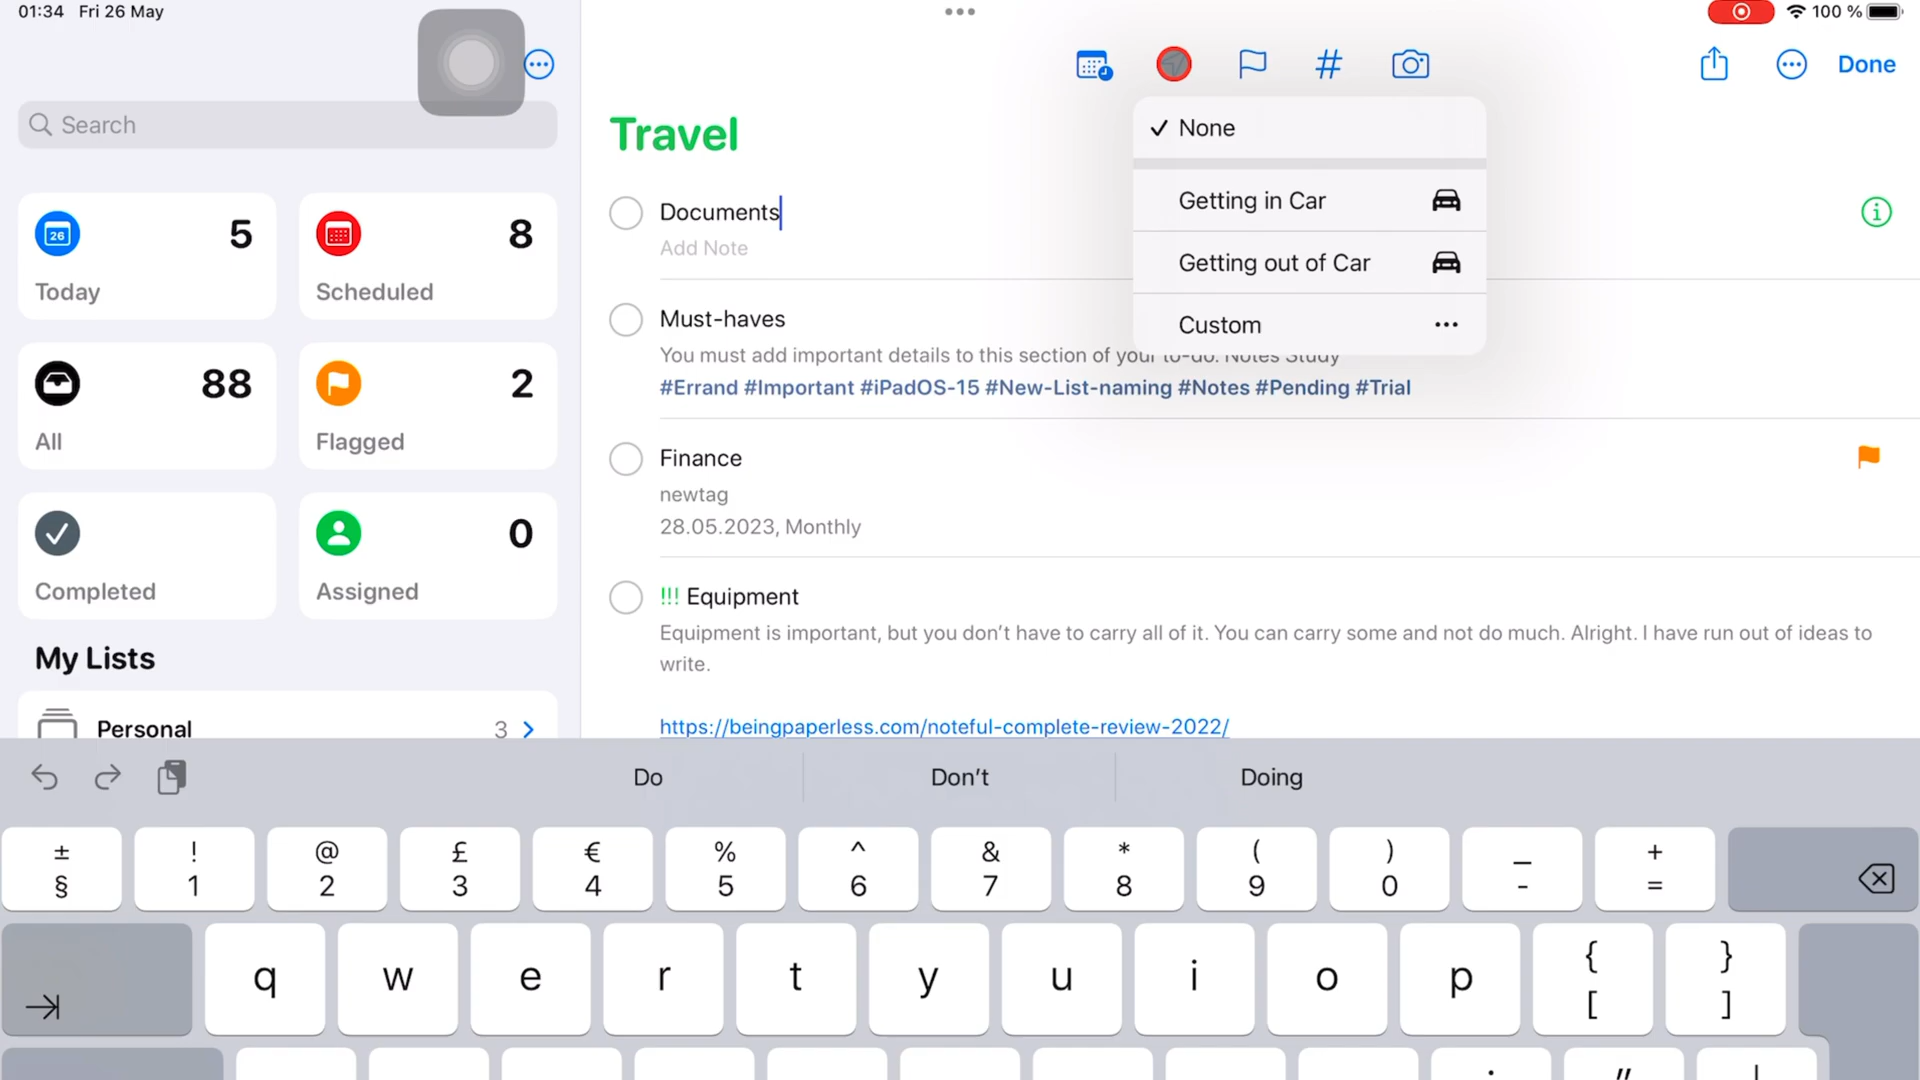 01:34 Fri 26 May
100 %
Search
26
5
Today
8
Scheduled
88
All
2
Flagged
Completed
0
Assigned
My Lists
Personal
3
#
Done
Travel
None
Getting in Car
Getting out of Car
Custom
Documents
Add Note
Must-haves
You must add important details to this section of your to-do. Notes Study
#Errand #Important #iPadOS-15 #New-List-naming #Notes #Pending #Trial
Finance
newtag
28.05.2023, Monthly
!!! Equipment
Equipment is important, but you don’t have to carry all of it. You can carry some and not do much. Alright. I have run out of ideas to
write.
https://beingpaperless.com/noteful-complete-review-2022/
Do Don’t Doing
± ! @ £ € % ^ & * ( ) _ +
§ 1 2 3 4 5 6 7 8 9 0 - =
q w e r t y u i o p { }
[ ]